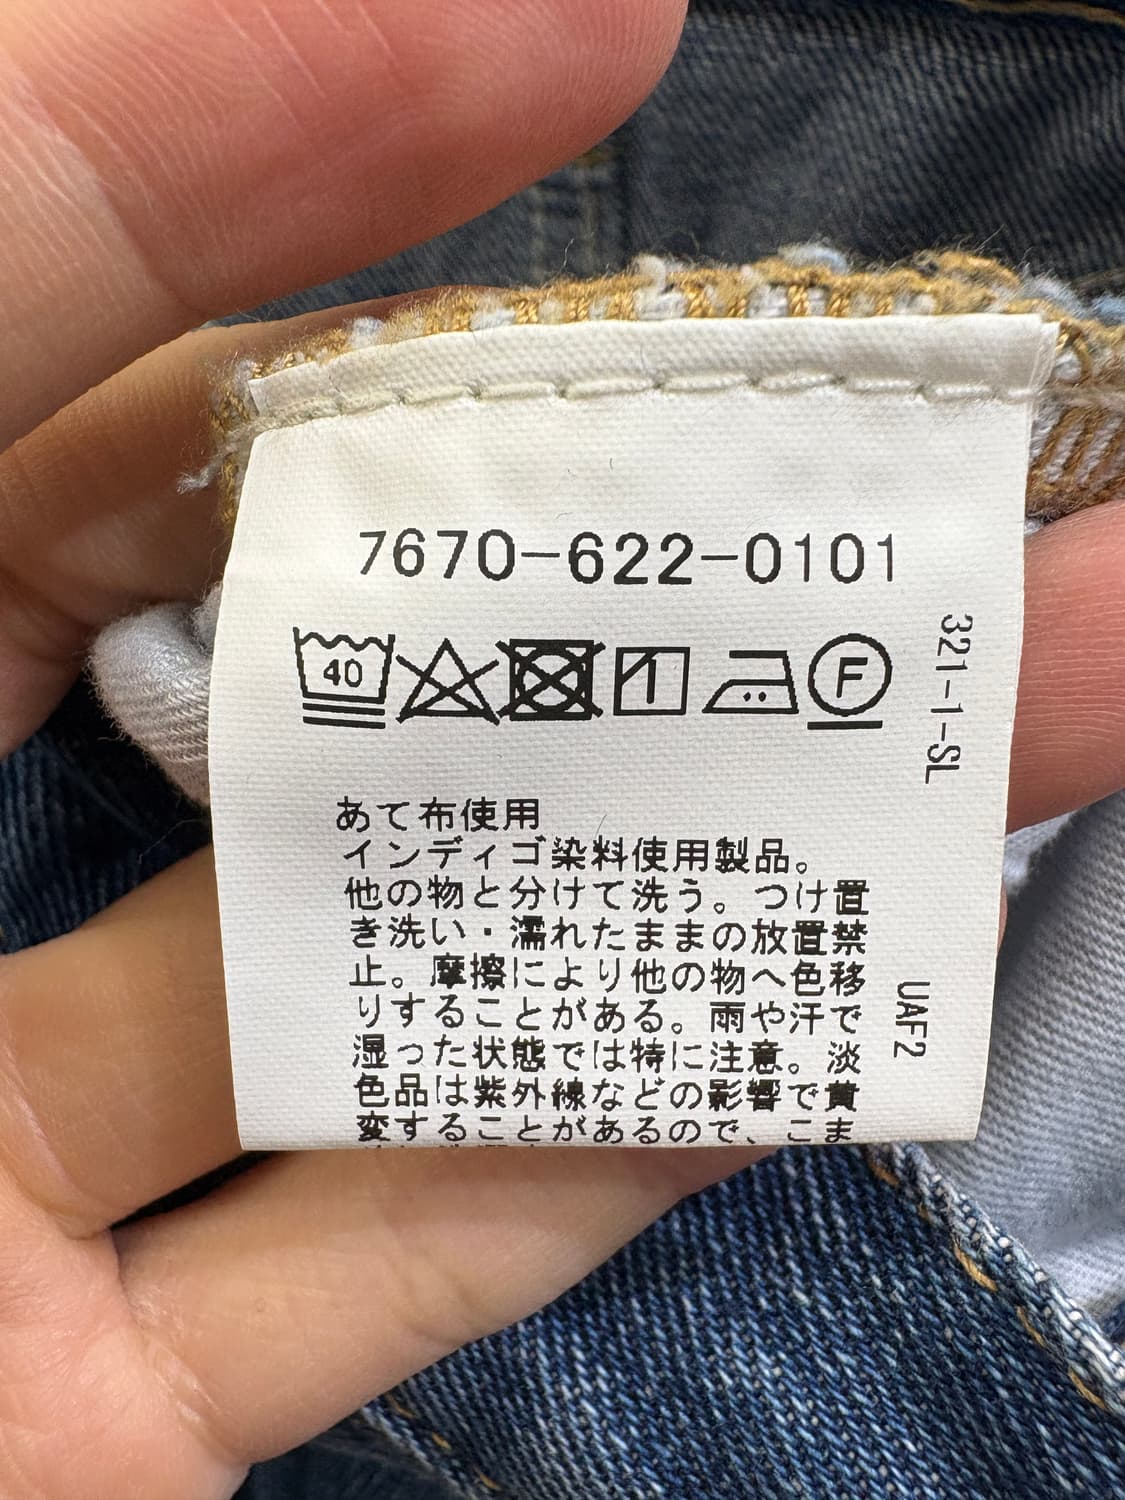 7670-622-0101
40
F
321-1-SL
あて布使用
インディゴ染料使用製品。
他の物と分けて洗う。つけ置
き洗い・濡れたままの放置禁
止。摩擦により他の物へ色移
りすることがある。雨や汗で
湿った状態では特に注意。淡
色品は紫外線などの影響で黄
変することがあるので、こま
UAF2